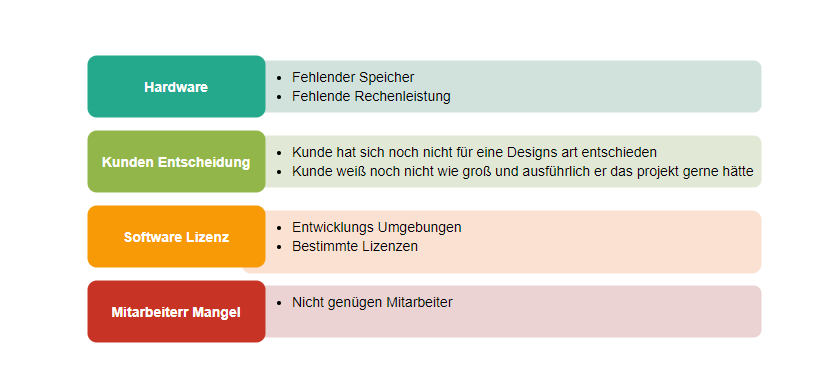 Hardware
• Fehlender Speicher
• Fehlende Rechenleistung
Kunden Entscheidung
• Kunde hat sich noch nicht für eine Designs art entschieden
• Kunde weiß noch nicht wie groß und ausführlich er das projekt gerne hätte
Software Lizenz
• Entwicklungs Umgebungen
• Bestimmte Lizenzen
Mitarbeiterr Mangel
• Nicht genügen Mitarbeiter